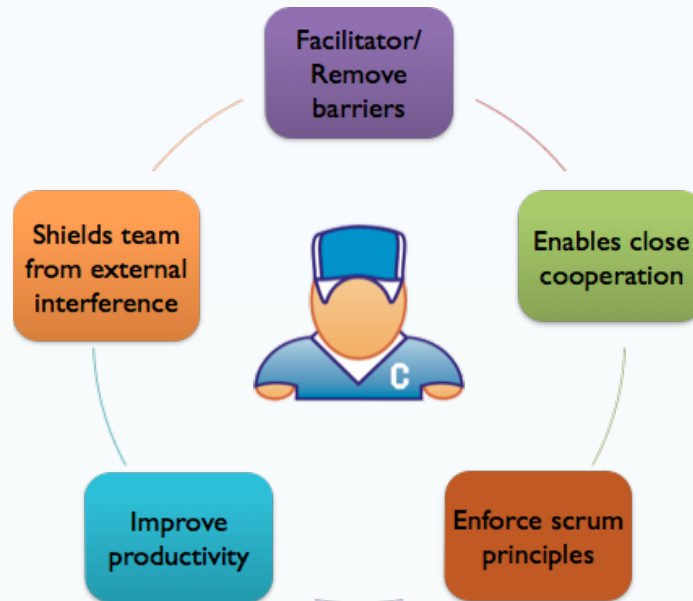 Facilitator/
Remove
barriers
Shields team
from external
interference
Enables close
cooperation
C
Improve
productivity
Enforce scrum
principles